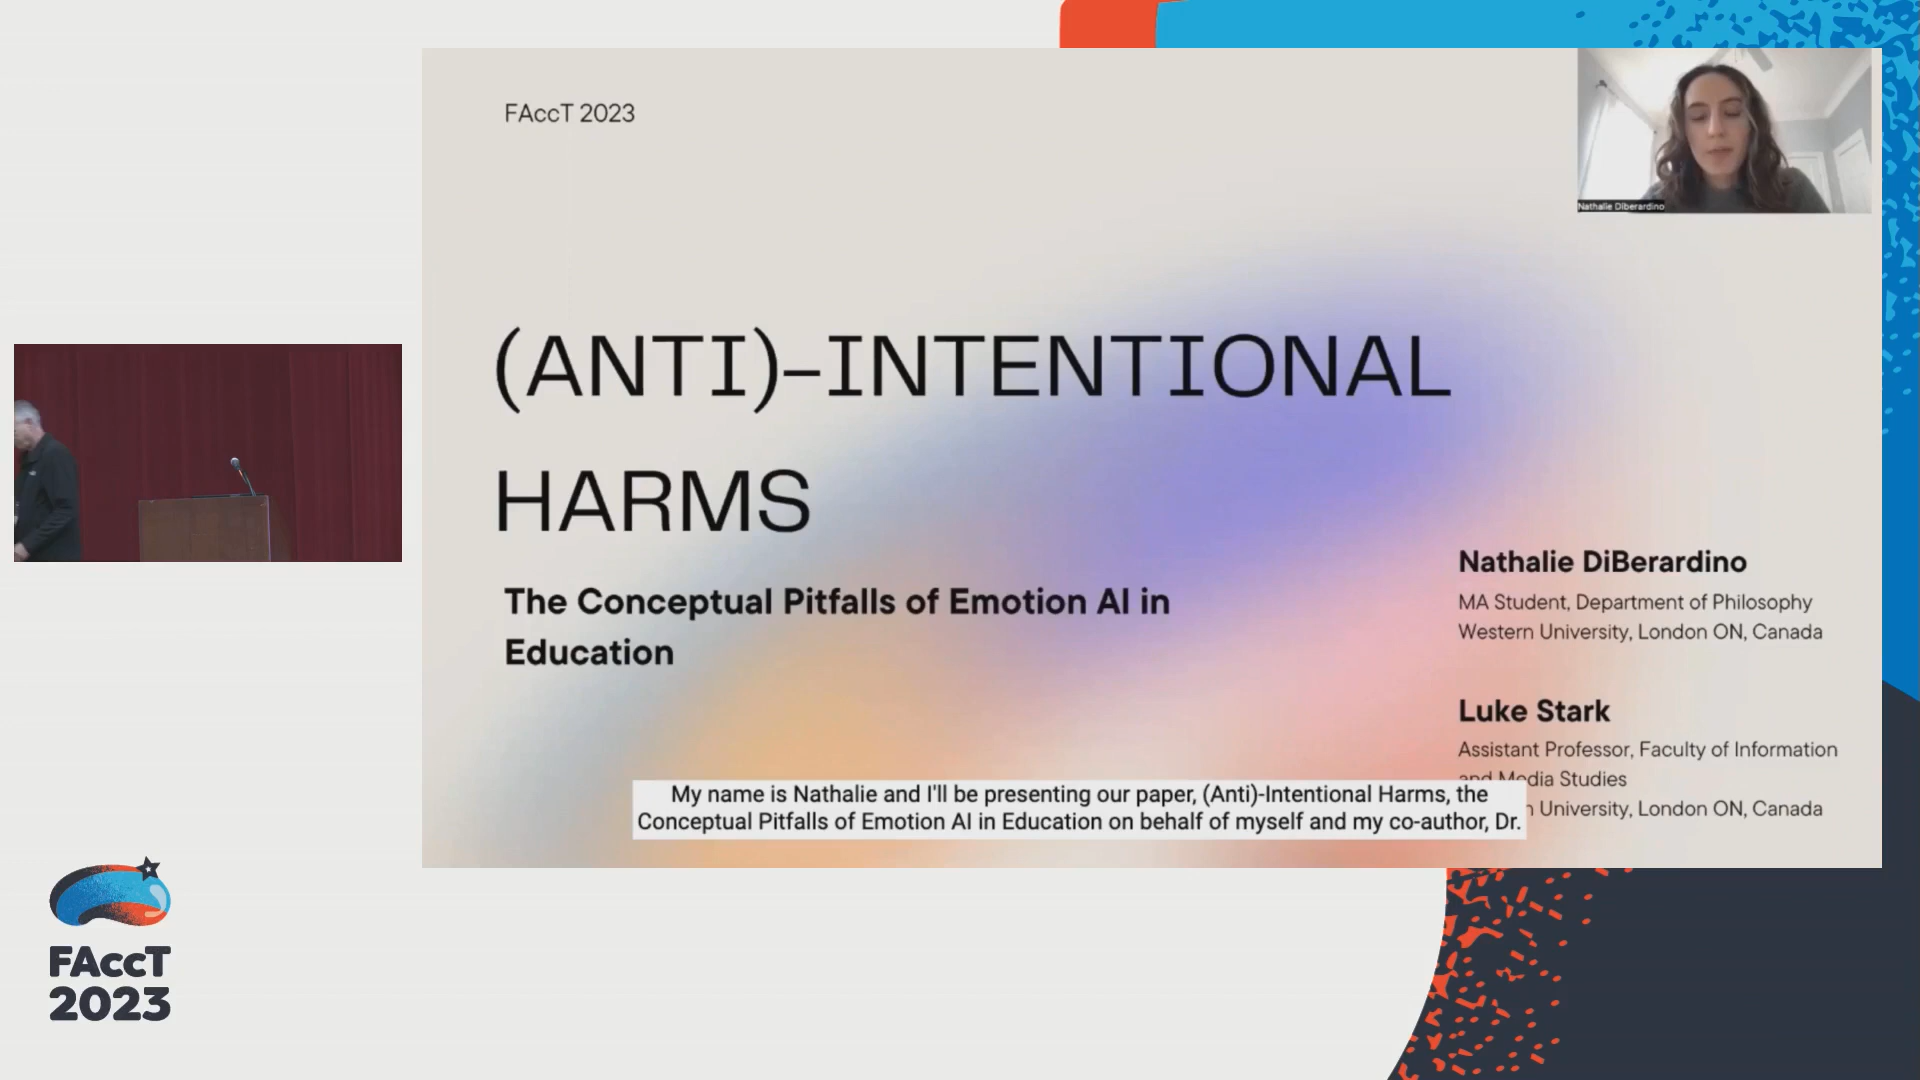 FAccT 2023
Nathalie Diberardino
(ANTI)–INTENTIONAL
HARMS
The Conceptual Pitfalls of Emotion AI in
Education
Nathalie DiBerardino
MA Student, Department of Philosophy
Western University, London ON, Canada
Luke Stark
Assistant Professor, Faculty of Information
and Media Studies
University, London ON, Canada
My name is Nathalie and I'll be presenting our paper, (Anti)-Intentional Harms, the
Conceptual Pitfalls of Emotion AI in Education on behalf of myself and my co-author, Dr.
FAccT
2023